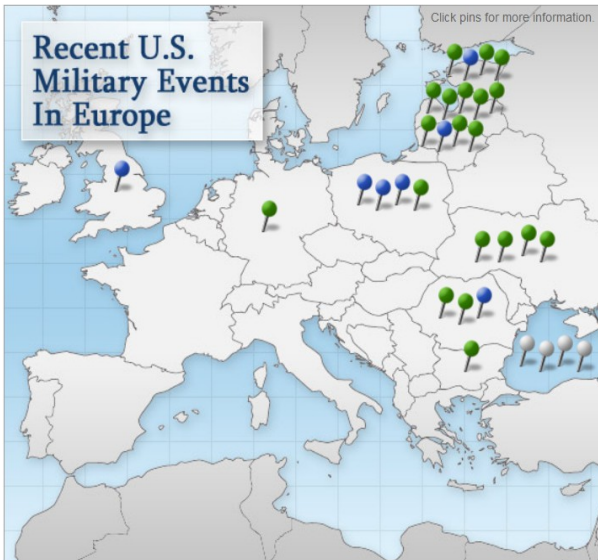 Click pins for more information.
Recent U.S.
Military Events
In Europe